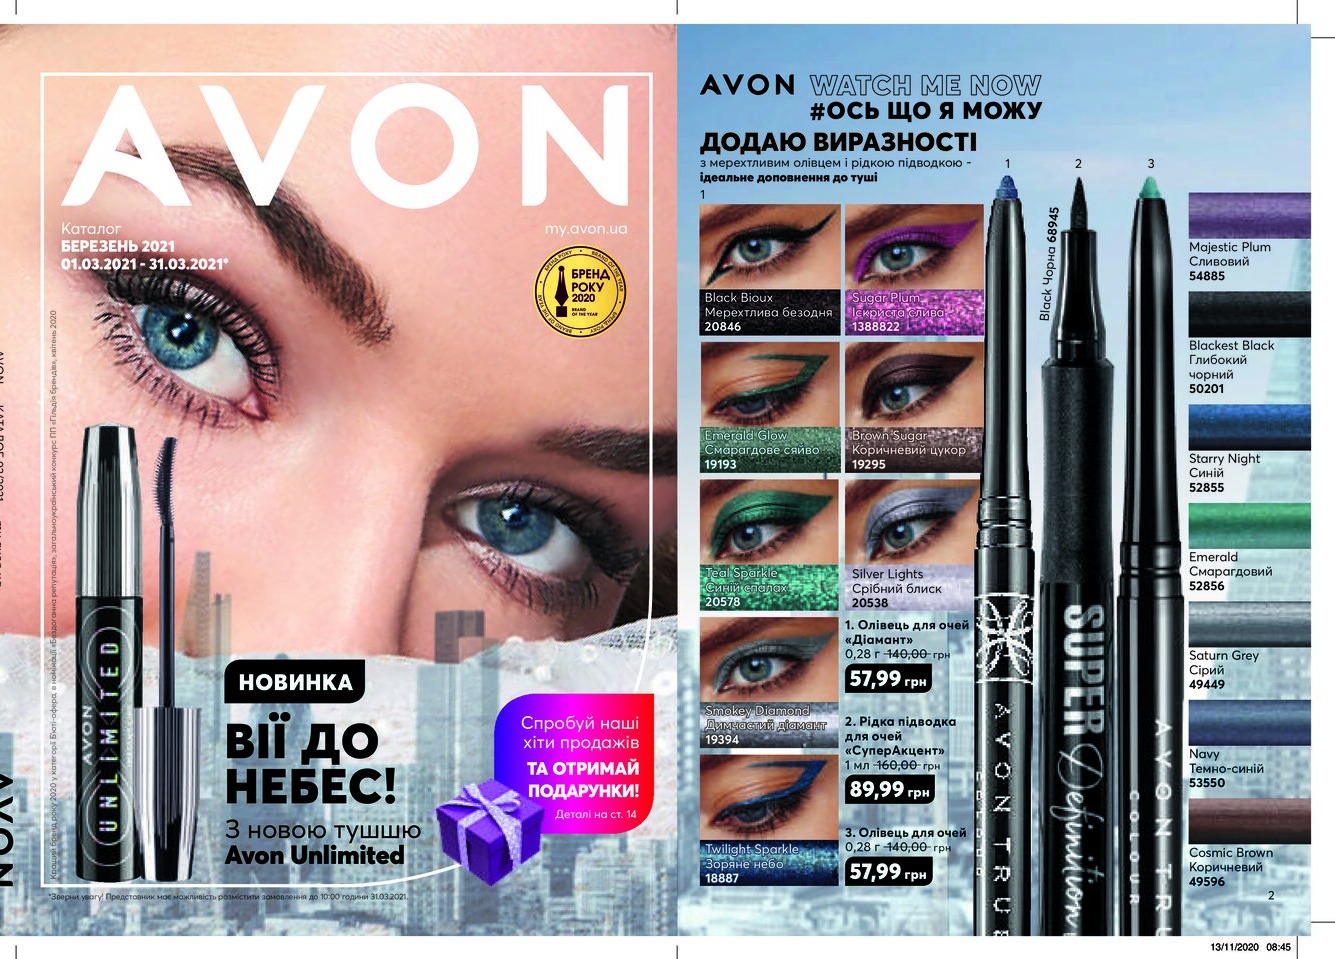 AVON
Каталог
БЕРЕЗЕНЬ 2021
01.03.2021 - 31.03.2021*
my.avon.ua
БРЕНД
РОКУ
2020
BRAND
OF THE YEAR
AVON
UNLIMITED
НОВИНКА
ВІЇ ДО
НЕБЕС!
З новою тушшю
Avon Unlimited
Спробуй наші
хіти продажів
ТА ОТРИМАЙ
ПОДАРУНКИ!
Деталі на ст. 14
*Зверни увагу! Представник має можливість розмістити замовлення до 10:00 години 31.03.2021.
AVON WATCH ME NOW
#ОСЬ ЩО Я МОЖУ
ДОДАЮ ВИРАЗНОСТІ
з мерехтливим олівцем і рідкою підводкою -
ідеальне доповнення до туші
1
1
2
3
Black Bioux
Мерехтлива безодня
20846
Sugar Plum
Іскриста слива
1388822
Emerald Glow
Смарагдове сяйво
19193
Brown Sugar
Коричневий цукор
19295
Teal Sparkle
Синій спалах
20578
Silver Lights
Срібний блиск
20538
Smokey Diamond
Димчастий діамант
19394
Twilight Sparkle
Зоряне небо
18887
1. Олівець для очей
«Діамант»
0,28 г 140,00 грн
57,99 грн
2. Рідка підводка
для очей
«СуперАкцент»
1 мл 160,00 грн
89,99 грн
3. Олівець для очей
0,28 г 140,00 грн
57,99 грн
Black Чорна 68945
AVON TRUE
SUPER
Definition
AVON TRU
COLOUR
Majestic Plum
Сливовий
54885
Blackest Black
Глибокий
чорний
50201
Starry Night
Синій
52855
Emerald
Смарагдовий
52856
Saturn Grey
Сірий
49449
Navy
Темно-синій
53550
Cosmic Brown
Коричневий
49596
2
13/11/2020 08:45